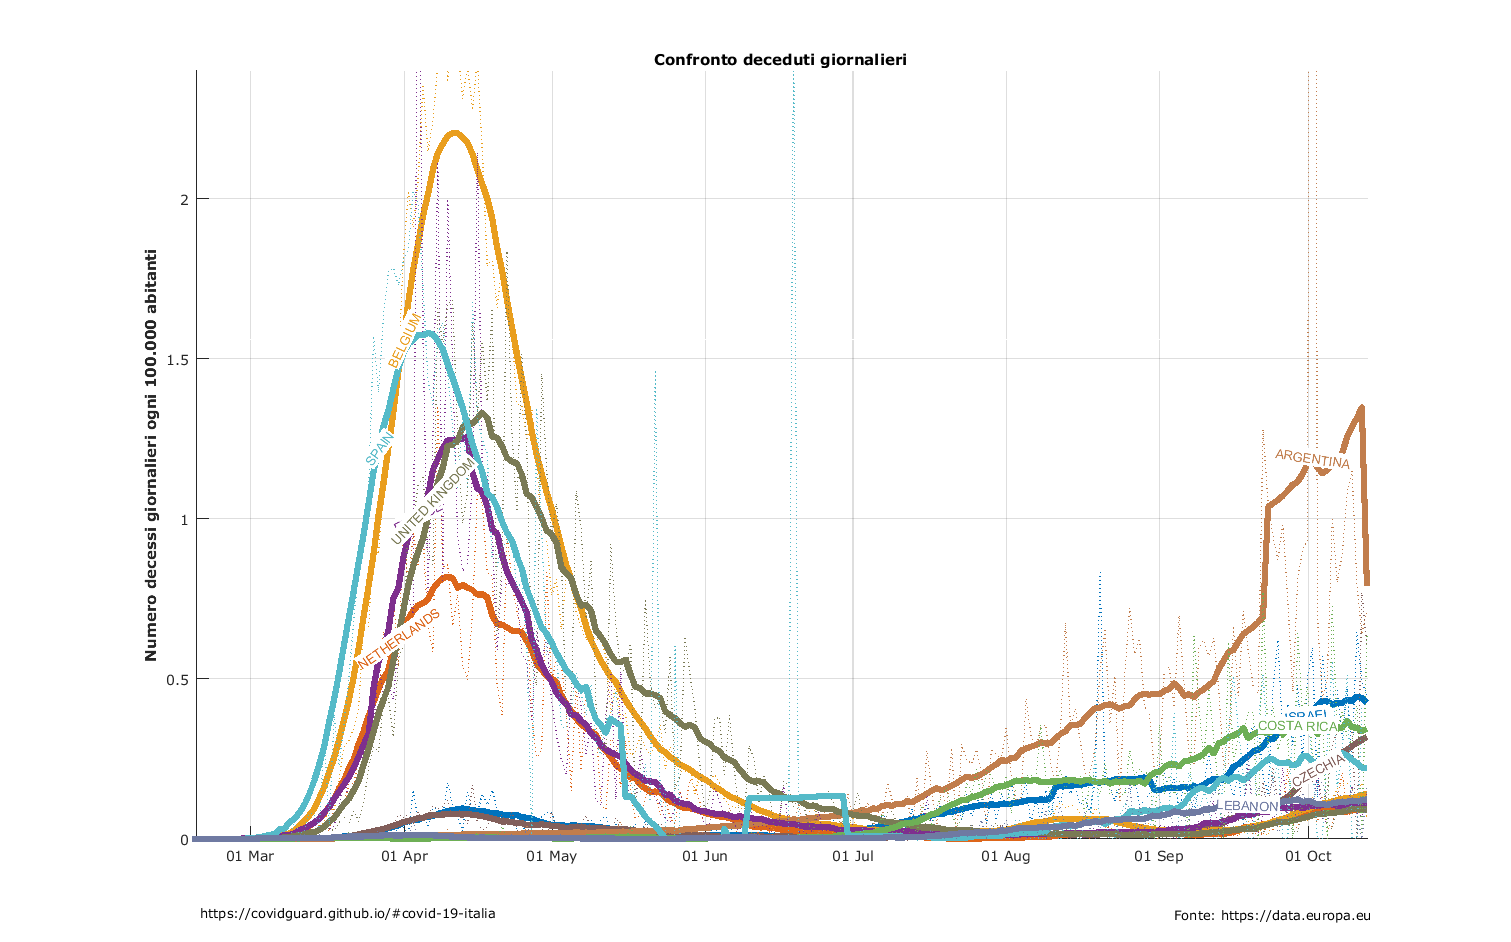 Confronto deceduti giornalieri
Numero decessi giornalieri ogni 100.000 abitanti
2
1.5
1
0.5
0
BELGIUM
SPAIN
UNITED KINGDOM
NETHERLANDS
ARGENTINA
ISRAEL
COSTA RICA
CZECHIA
LEBANON
01 Mar
01 Apr
01 May
01 Jun
01 Jul
01 Aug
01 Sep
01 Oct
https://covidguard.github.io/#covid-19-italia
Fonte: https://data.europa.eu